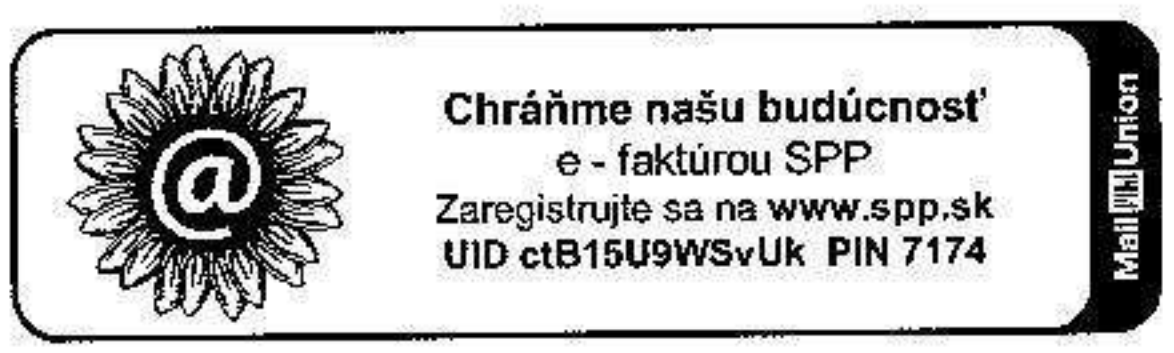 @
Chráňme našu budúcnosť
e - faktúrou SPP
Zaregistrujte sa na www.spp.sk
UID ctB15U9WSvUk PIN 7174
Mail Union